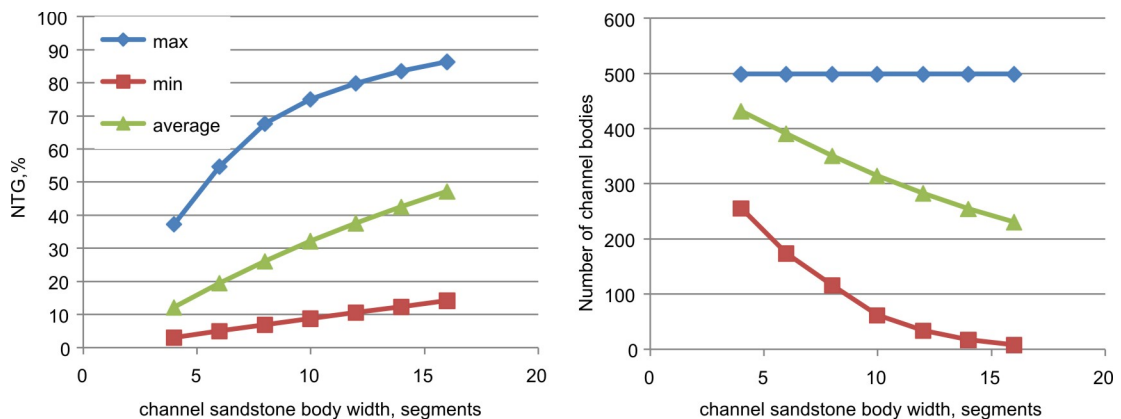 100
90
80
70
60
50
40
30
20
10
0
NTG,%
max
min
average
0 5 10 15 20
channel sandstone body width, segments
600
500
400
300
200
100
0
Number of channel bodies
0 5 10 15 20
channel sandstone body width, segments